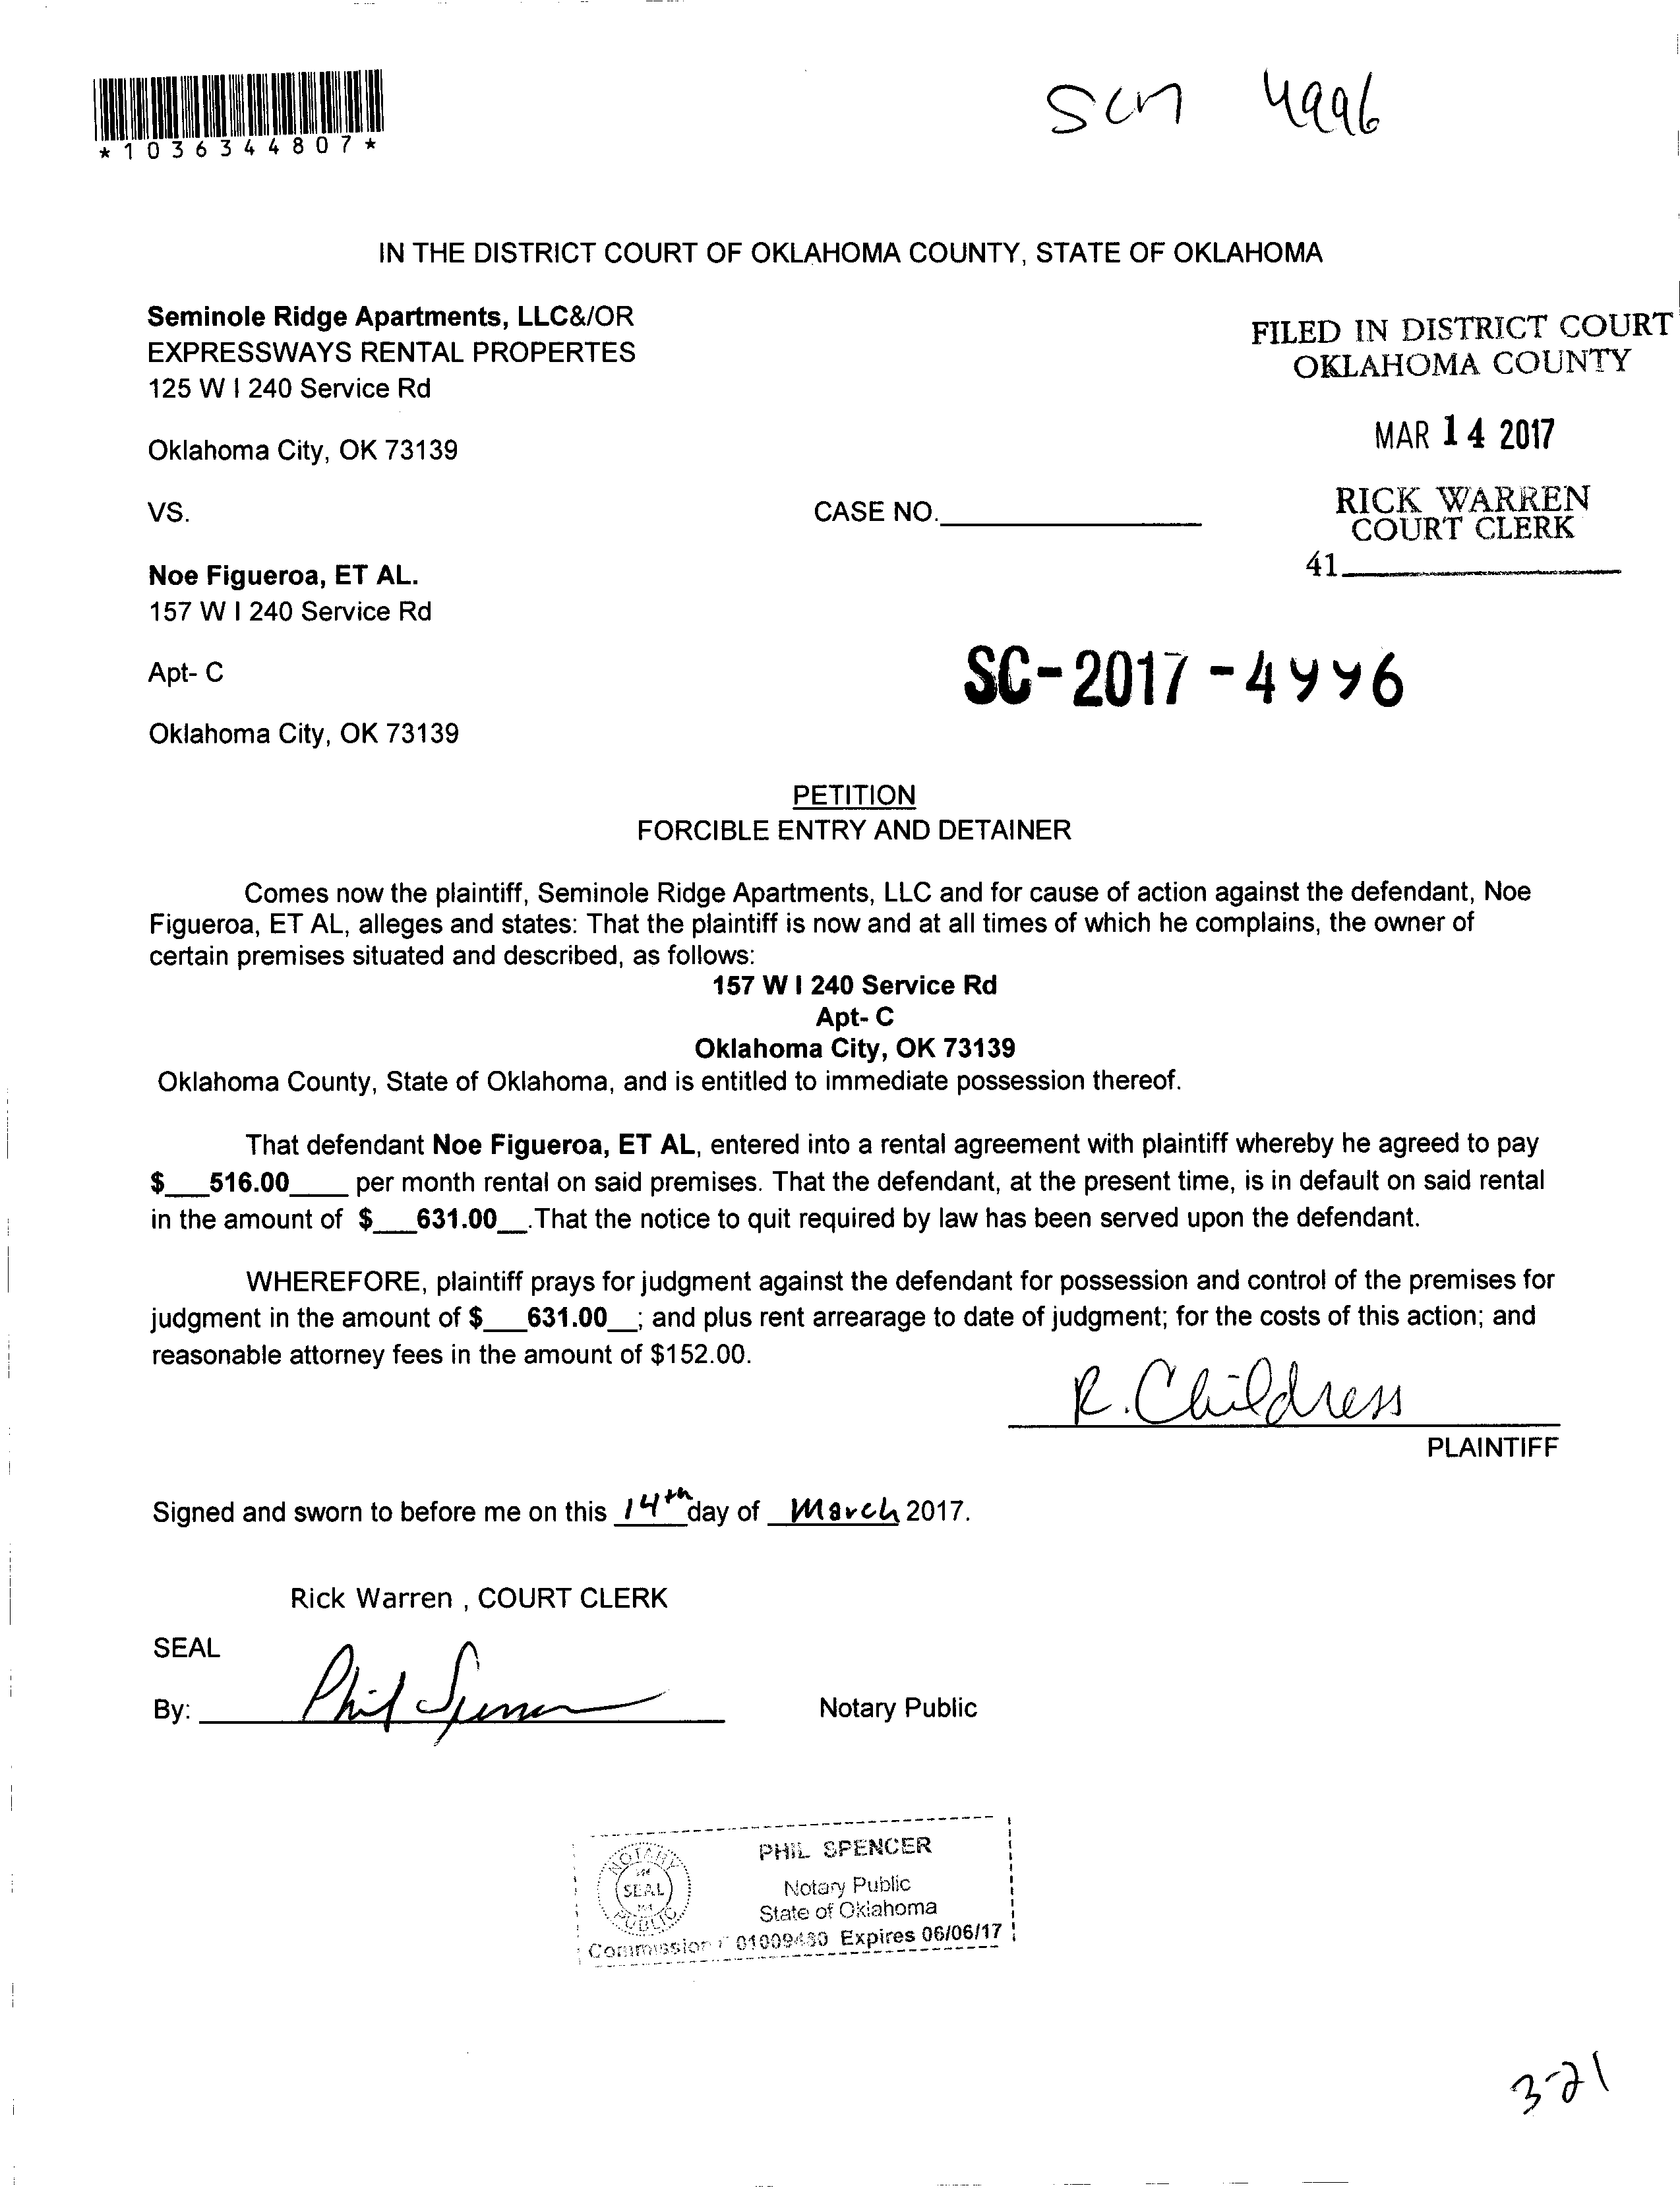 *1036344807*
scm 4996
IN THE DISTRICT COURT OF OKLAHOMA COUNTY, STATE OF OKLAHOMA
Seminole Ridge Apartments, LLC&/OR
EXPRESSWAYS RENTAL PROPERTES
125 W I 240 Service Rd
Oklahoma City, OK 73139
FILED IN DISTRICT COURT
OKLAHOMA COUNTY
MAR 14 2017
RICK WARREN
COURT CLERK
41
VS.
CASE NO.
Noe Figueroa, ET AL.
157 W I 240 Service Rd
Apt- C
Oklahoma City, OK 73139
SC-2017-4996
PETITION
FORCIBLE ENTRY AND DETAINER
Comes now the plaintiff, Seminole Ridge Apartments, LLC and for cause of action against the defendant, Noe
Figueroa, ET AL, alleges and states: That the plaintiff is now and at all times of which he complains, the owner of
certain premises situated and described, as follows:
157 W I 240 Service Rd
Apt- C
Oklahoma City, OK 73139
Oklahoma County, State of Oklahoma, and is entitled to immediate possession thereof.
That defendant Noe Figueroa, ET AL, entered into a rental agreement with plaintiff whereby he agreed to pay
$___516.00____ per month rental on said premises. That the defendant, at the present time, is in default on said rental
in the amount of $___631.00__.That the notice to quit required by law has been served upon the defendant.
WHEREFORE, plaintiff prays for judgment against the defendant for possession and control of the premises for
judgment in the amount of $___631.00__; and plus rent arrearage to date of judgment; for the costs of this action; and
reasonable attorney fees in the amount of $152.00.
R. Childress
PLAINTIFF
Signed and sworn to before me on this 14th day of March 2017.
Rick Warren , COURT CLERK
SEAL
By: Phil Spencer
Notary Public
NOTARY
SEAL
PUBLIC
PHIL SPENCER
Notary Public
State of Oklahoma
Commission # 01009480 Expires 06/06/17
3-21